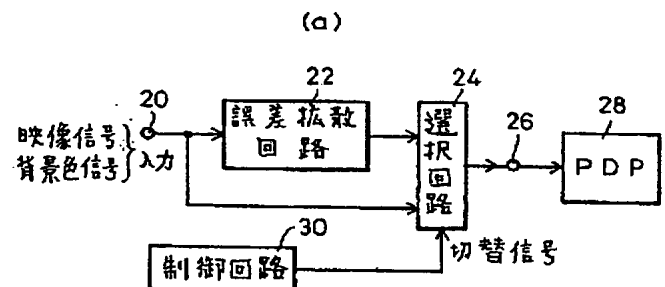 (a)
20
22
24
26
28
30
映像信号
背景色信号
入力
誤差拡散
回路
選択回路
PDP
制御回路
切替信号